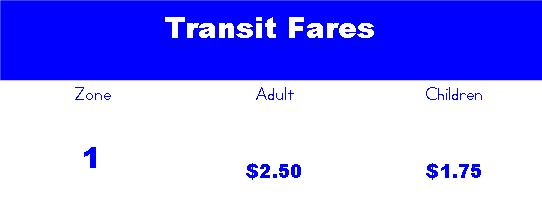 Transit Fares
Zone Adult Children
1 $2.50 $1.75